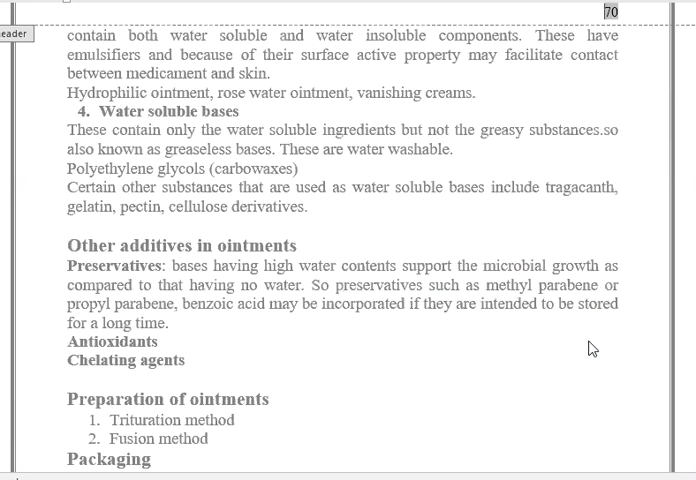 70
eader
contain both water soluble and water insoluble components. These have
emulsifiers and because of their surface active property may facilitate contact
between medicament and skin.
Hydrophilic ointment, rose water ointment, vanishing creams.
4. Water soluble bases
These contain only the water soluble ingredients but not the greasy substances.so
also known as greaseless bases. These are water washable.
Polyethylene glycols (carbowaxes)
Certain other substances that are used as water soluble bases include tragacanth,
gelatin, pectin, cellulose derivatives.
Other additives in ointments
Preservatives: bases having high water contents support the microbial growth as
compared to that having no water. So preservatives such as methyl parabene or
propyl parabene, benzoic acid may be incorporated if they are intended to be stored
for a long time.
Antioxidants
Chelating agents
Preparation of ointments
1. Trituration method
2. Fusion method
Packaging